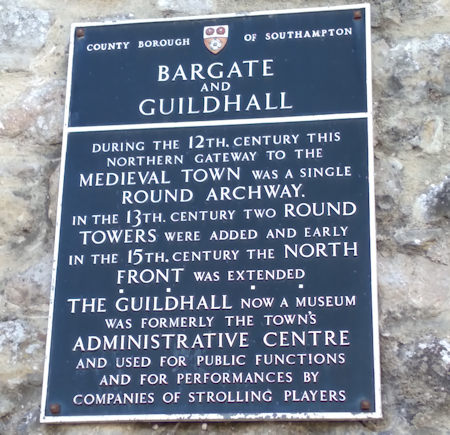 COUNTY BOROUGH OF SOUTHAMPTON
BARGATE
AND
GUILDHALL
DURING THE 12TH. CENTURY THIS
NORTHERN GATEWAY TO THE
MEDIEVAL TOWN WAS A SINGLE
ROUND ARCHWAY.
IN THE 13TH. CENTURY TWO ROUND
TOWERS WERE ADDED AND EARLY
IN THE 15TH. CENTURY THE NORTH
FRONT WAS EXTENDED
THE GUILDHALL NOW A MUSEUM
WAS FORMERLY THE TOWN'S
ADMINISTRATIVE CENTRE
AND USED FOR PUBLIC FUNCTIONS
AND FOR PERFORMANCES BY
COMPANIES OF STROLLING PLAYERS